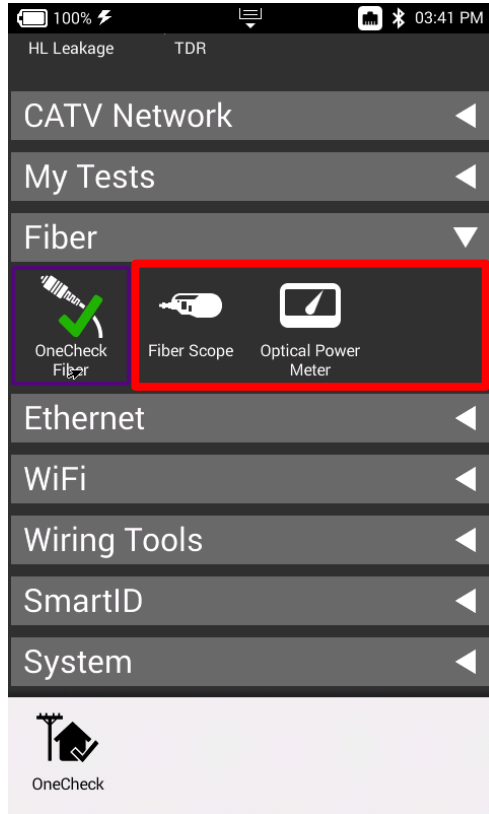 100% 03:41 PM
HL Leakage TDR
CATV Network
My Tests
Fiber
OneCheck
Fiber
Fiber Scope
Optical Power
Meter
Ethernet
WiFi
Wiring Tools
SmartID
System
OneCheck